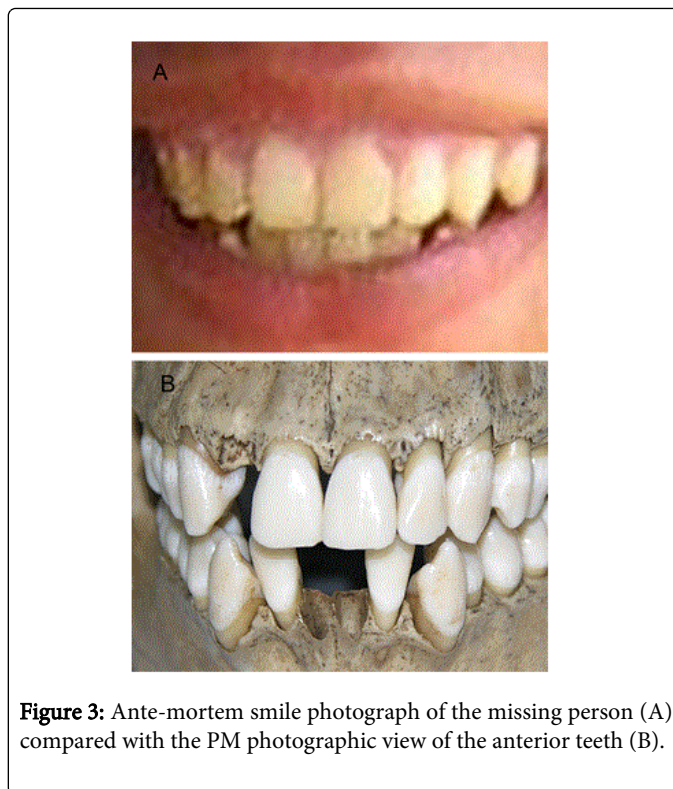 A
B
Figure 3: Ante-mortem smile photograph of the missing person (A)
compared with the PM photographic view of the anterior teeth (B).